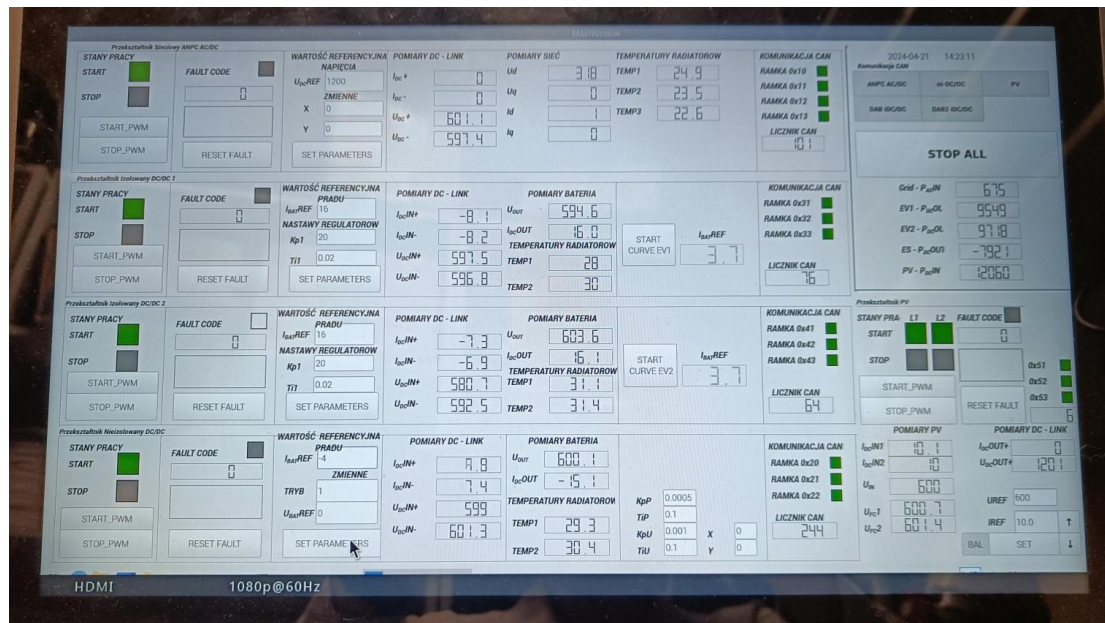 MainWindow
Przekształtnik Sieciowy ANPC AC/DC
STANY PRACY
START
STOP
START_PWM
STOP_PWM
FAULT CODE
0
RESET FAULT
WARTOŚĆ REFERENCYJNA
NAPIĘCIA
UDCREF 1200
ZMIENNE
X 0
Y 0
SET PARAMETERS
POMIARY DC - LINK
IDC+ 0
IDC- 0
UDC+ 601.1
UDC- 597.4
POMIARY SIEĆ
Ud 318
Uq 0
Id 1
Iq 0
TEMPERATURY RADIATOROW
TEMP1 24.9
TEMP2 23.5
TEMP3 22.6
KOMUNIKACJA CAN
RAMKA 0x10
RAMKA 0x11
RAMKA 0x12
RAMKA 0x13
LICZNIK CAN
101
2024-04-21 14:23:11
Komunikacja CAN
ANPC AC/DC
ni-DC/DC
PV
DAB IDC/DC
DAB2 IDC/DC
STOP ALL
Przekształtnik Izolowany DC/DC 1
STANY PRACY
START
STOP
START_PWM
STOP_PWM
FAULT CODE
0
RESET FAULT
WARTOŚĆ REFERENCYJNA
PRADU
IBATREF 16
NASTAWY REGULATOROW
Kp1 20
Ti1 0.02
SET PARAMETERS
POMIARY DC - LINK
IDCIN+ -8.1
IDCIN- -8.2
UDCIN+ 597.5
UDCIN- 596.8
POMIARY BATERIA
UOUT 594.6
IDCOUT 16.0
TEMPERATURY RADIATOROW
TEMP1 28
TEMP2 30
START
CURVE EV1
IBATREF
3.7
KOMUNIKACJA CAN
RAMKA 0x31
RAMKA 0x32
RAMKA 0x33
LICZNIK CAN
76
Grid - PACIN 675
EV1 - PDCOL 9549
EV2 - PDCOL 9718
ES - PDCOUT -7921
PV - PDCIN 12060
Przekształtnik Izolowany DC/DC 2
STANY PRACY
START
STOP
START_PWM
STOP_PWM
FAULT CODE
0
RESET FAULT
WARTOŚĆ REFERENCYJNA
PRADU
IBATREF 16
NASTAWY REGULATOROW
Kp1 20
Ti1 0.02
SET PARAMETERS
POMIARY DC - LINK
IDCIN+ -7.3
IDCIN- -6.9
UDCIN+ 580.7
UDCIN- 592.5
POMIARY BATERIA
UOUT 603.6
IDCOUT 16.1
TEMPERATURY RADIATOROW
TEMP1 31.1
TEMP2 31.4
START
CURVE EV2
IBATREF
3.7
KOMUNIKACJA CAN
RAMKA 0x41
RAMKA 0x42
RAMKA 0x43
LICZNIK CAN
64
Przekształtnik PV
STANY PRA L1 L2
START
STOP
START_PWM
STOP_PWM
FAULT CODE
0
RESET FAULT
0x51
0x52
0x53
6
POMIARY PV
IDCIN1 10.1
IDCIN2 10
UIN 600
UFC1 600.7
UFC2 601.4
POMIARY DC - LINK
IDCOUT+ 0
UDCOUT+ 1201
UREF 600
IREF 10.0 ↑
BAL SET ↓
Przekształtnik Nieizolowany DC/DC
STANY PRACY
START
STOP
START_PWM
STOP_PWM
FAULT CODE
0
RESET FAULT
WARTOŚĆ REFERENCYJNA
PRADU
IBATREF -4
ZMIENNE
TRYB 1
UBATREF 0
SET PARAMETERS
POMIARY DC - LINK
IDCIN+
IDCIN- 7.4
UDCIN+ 599
UDCIN- 601.3
POMIARY BATERIA
UOUT 600.1
IDCOUT -15.1
TEMPERATURY RADIATOROW
TEMP1 29.3
TEMP2 30.4
KpP 0.0005
TiP 0.1
KpU 0.001 X 0
TiU 0.1 Y 0
KOMUNIKACJA CAN
RAMKA 0x20
RAMKA 0x21
RAMKA 0x22
LICZNIK CAN
244
HDMI 1080p@60Hz